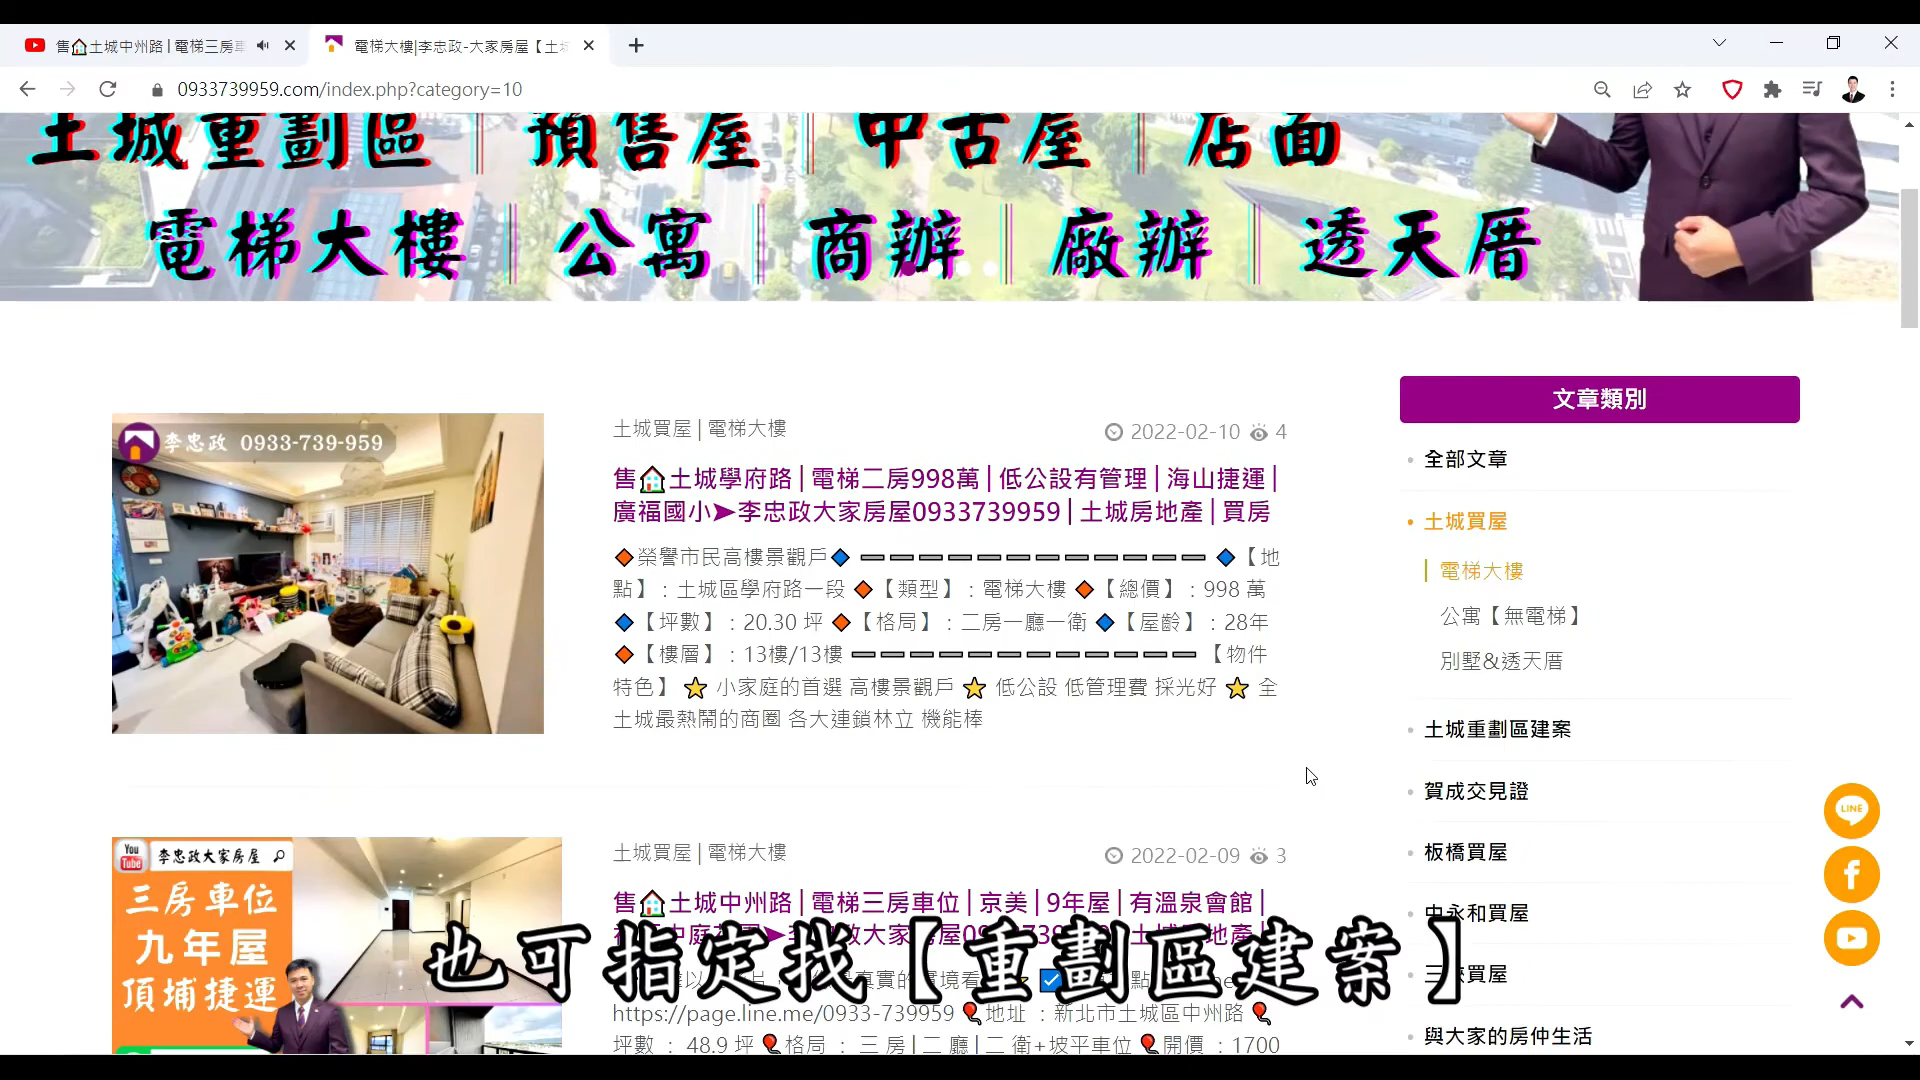 售🏠土城中州路 | 電梯三房車
電梯大樓|李忠政-大家房屋【土
0933739959.com/index.php?category=10
土城重劃區│預售屋│中古屋│店面
電梯大樓│公寓│商辦│廠辦│透天厝
李忠政 0933-739-959
土城買屋 | 電梯大樓
2022-02-10 4
售🏠土城學府路 | 電梯二房998萬 | 低公設有管理 | 海山捷運 |
廣福國小➤李忠政大家房屋0933739959 | 土城房地產 | 買房
🔶榮譽市民高樓景觀戶🔷 ➖➖➖➖➖➖➖➖➖➖➖➖ 🔷【地
點】：土城區學府路一段 🔶【類型】：電梯大樓 🔶【總價】：998 萬
🔷【坪數】：20.30 坪 🔶【格局】：二房一廳一衛 🔷【屋齡】：28年
🔶【樓層】：13樓/13樓 ➖➖➖➖➖➖➖➖➖➖➖➖ 【物件
特色】 ⭐ 小家庭的首選 高樓景觀戶 ⭐ 低公設 低管理費 採光好 ⭐ 全
土城最熱鬧的商圈 各大連鎖林立 機能棒
文章類別
全部文章
土城買屋
電梯大樓
公寓【無電梯】
別墅&透天厝
土城重劃區建案
賀成交見證
板橋買屋
中永和買屋
三峽買屋
與大家的房仲生活
LINE
You Tube 李忠政大家房屋
三房車位
九年屋
頂埔捷運
土城買屋 | 電梯大樓
2022-02-09 3
售🏠土城中州路 | 電梯三房車位 | 京美 | 9年屋 | 有溫泉會館 |
也可指定找【重劃區建案】
https://page.line.me/0933-739959 🎈地址 ：新北市土城區中州路 🎈
坪數 ： 48.9 坪 🎈格局 ： 三 房 | 二 廳 | 二 衛+坡平車位 🎈開價 ：1700